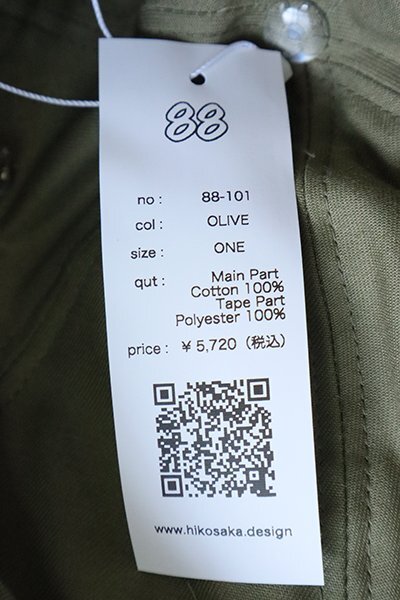 88
no : 88-101
col : OLIVE
size : ONE
qut : Main Part
Cotton 100%
Tape Part
Polyester 100%
price : ¥ 5,720（税込）
www.hikosaka.design